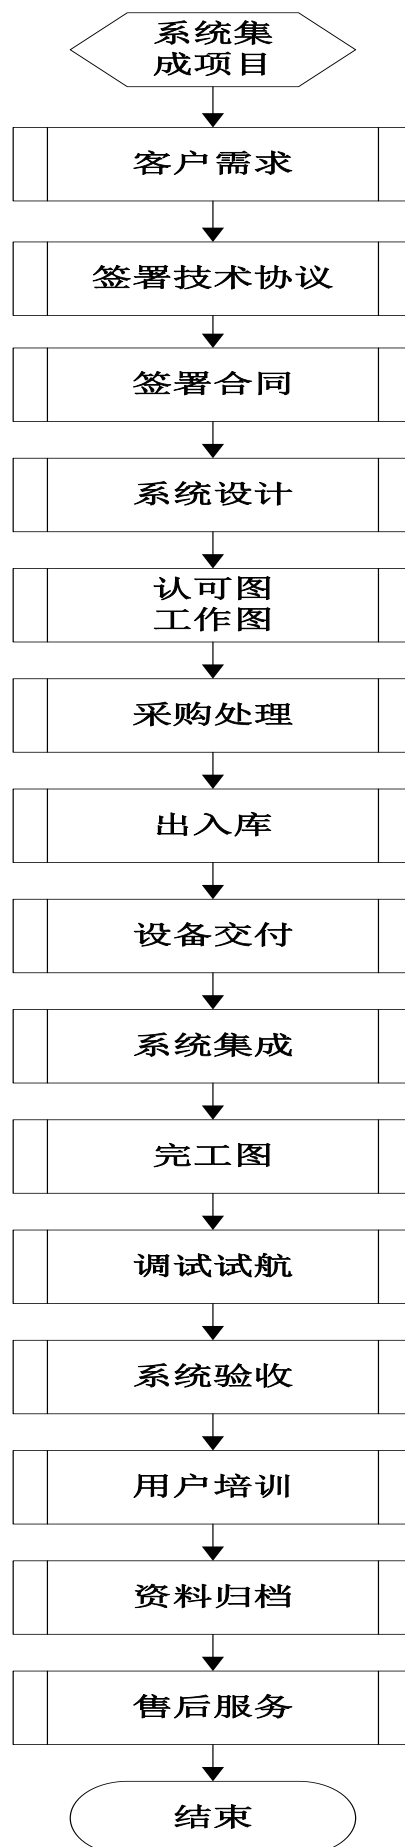 系统集
成项目
客户需求
签署技术协议
签署合同
系统设计
认可图
工作图
采购处理
出入库
设备交付
系统集成
完工图
调试试航
系统验收
用户培训
资料归档
售后服务
结束